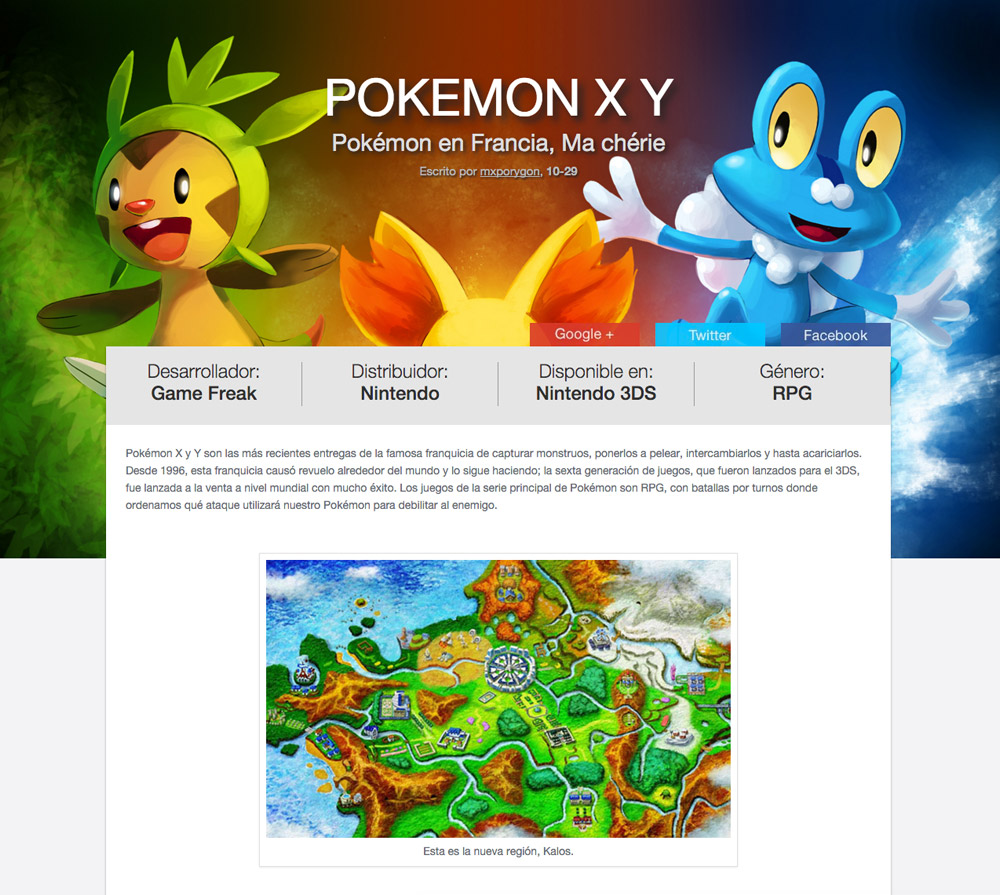 POKEMON X Y
Pokémon en Francia, Ma chérie
Escrito por mxporygon, 10-29
Google +
Twitter
Facebook
Desarrollador:
Game Freak
Distribuidor:
Nintendo
Disponible en:
Nintendo 3DS
Género:
RPG
Pokémon X y Y son las más recientes entregas de la famosa franquicia de capturar monstruos, ponerlos a pelear, intercambiarlos y hasta acariciarlos.
Desde 1996, esta franquicia causó revuelo alrededor del mundo y lo sigue haciendo; la sexta generación de juegos, que fueron lanzados para el 3DS,
fue lanzada a la venta a nivel mundial con mucho éxito. Los juegos de la serie principal de Pokémon son RPG, con batallas por turnos donde
ordenamos qué ataque utilizará nuestro Pokémon para debilitar al enemigo.
Esta es la nueva región, Kalos.